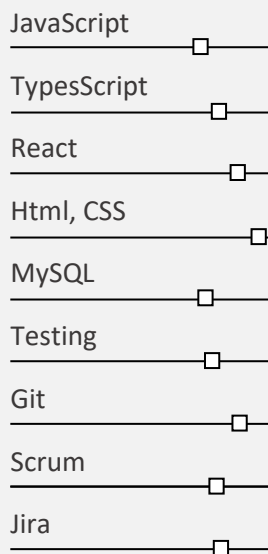 JavaScript
TypesScript
React
Html, CSS
MySQL
Testing
Git
Scrum
Jira